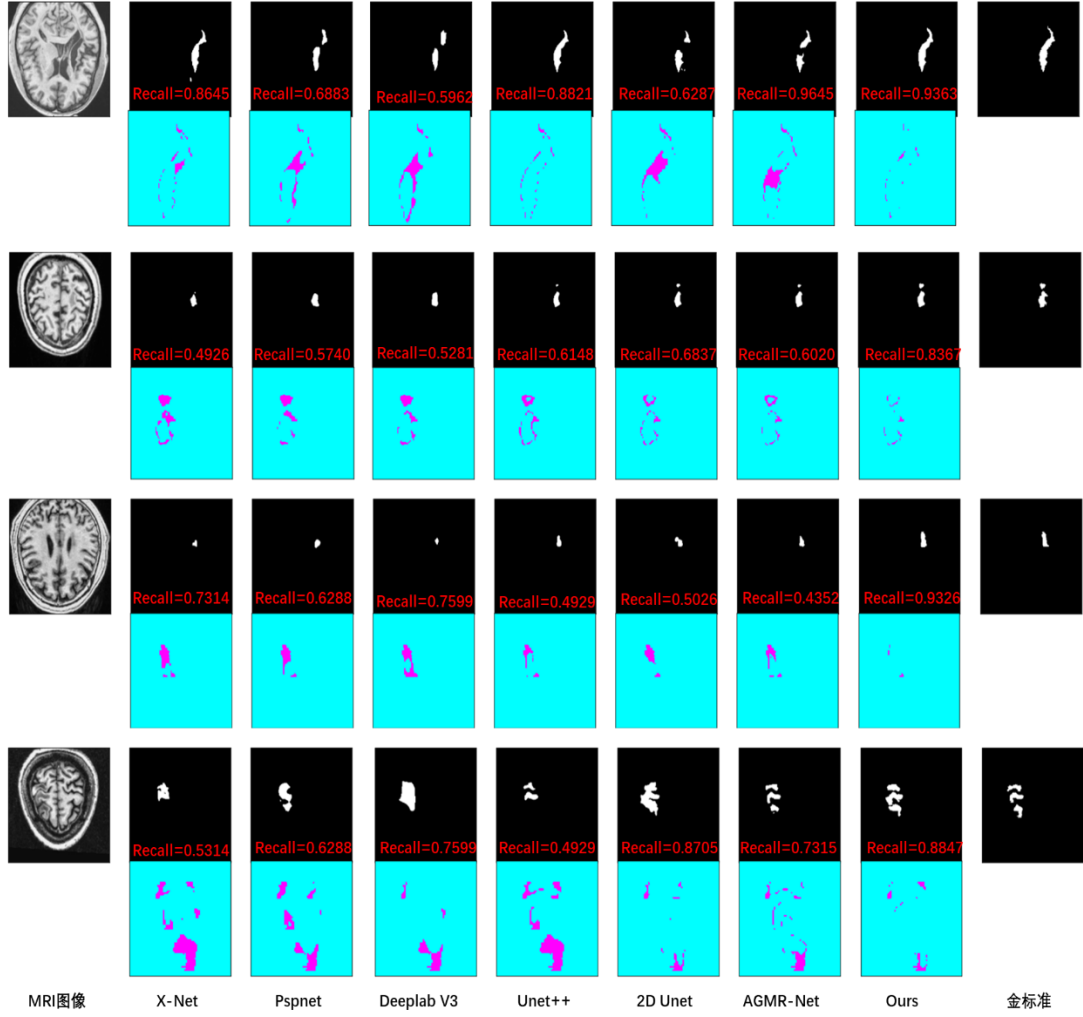 Recall=0.8645 Recall=0.6883 Recall=0.5962 Recall=0.8821 Recall=0.6287 Recall=0.9645 Recall=0.9363
Recall=0.4926 Recall=0.5740 Recall=0.5281 Recall=0.6148 Recall=0.6837 Recall=0.6020 Recall=0.8367
Recall=0.7314 Recall=0.6288 Recall=0.7599 Recall=0.4929 Recall=0.5026 Recall=0.4352 Recall=0.9326
Recall=0.5314 Recall=0.6288 Recall=0.7599 Recall=0.4929 Recall=0.8705 Recall=0.7315 Recall=0.8847
MRI图像 X-Net Pspnet Deeplab V3 Unet++ 2D Unet AGMR-Net Ours 金标准